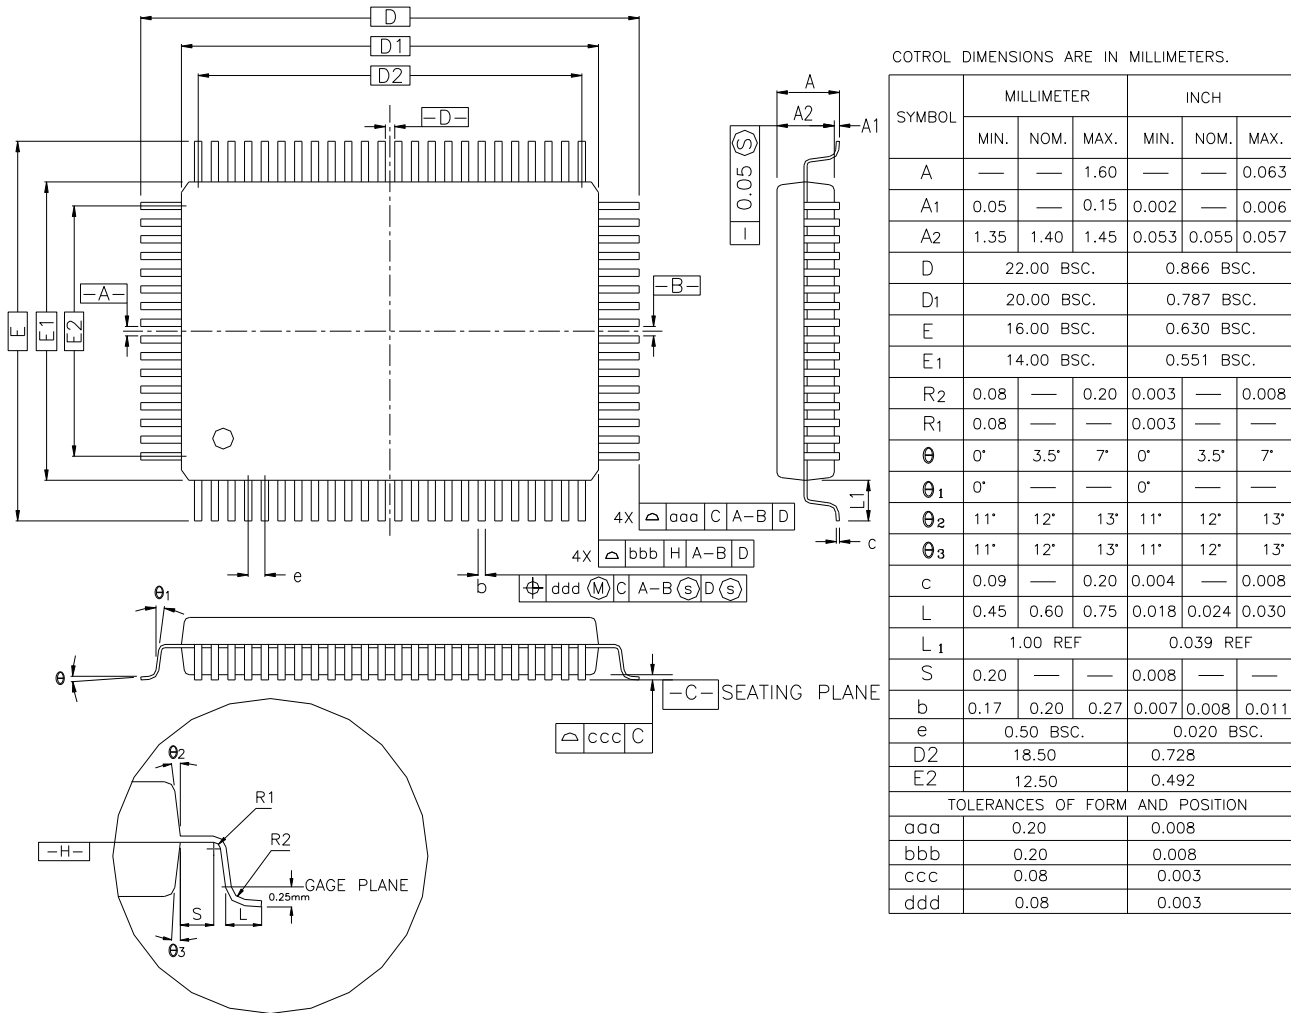 D
D1
D2
-D-
E
E1
E2
-A-
-B-
4X aaa C A-B D
4X bbb H A-B D
ddd M C A-B S D S
e
b
A
A2
A1
0.05 S
L1
c
θ1
θ
-C- SEATING PLANE
ccc C
θ2
R1
R2
-H-
GAGE PLANE
0.25mm
S
L
θ3
COTROL DIMENSIONS ARE IN MILLIMETERS.
SYMBOL MILLIMETER INCH
MIN. NOM. MAX. MIN. NOM. MAX.
A — — 1.60 — — 0.063
A1 0.05 — 0.15 0.002 — 0.006
A2 1.35 1.40 1.45 0.053 0.055 0.057
D 22.00 BSC. 0.866 BSC.
D1 20.00 BSC. 0.787 BSC.
E 16.00 BSC. 0.630 BSC.
E1 14.00 BSC. 0.551 BSC.
R2 0.08 — 0.20 0.003 — 0.008
R1 0.08 — — 0.003 — —
θ 0° 3.5° 7° 0° 3.5° 7°
θ1 0° — — 0° — —
θ2 11° 12° 13° 11° 12° 13°
θ3 11° 12° 13° 11° 12° 13°
c 0.09 — 0.20 0.004 — 0.008
L 0.45 0.60 0.75 0.018 0.024 0.030
L1 1.00 REF 0.039 REF
S 0.20 — — 0.008 — —
b 0.17 0.20 0.27 0.007 0.008 0.011
e 0.50 BSC. 0.020 BSC.
D2 18.50 0.728
E2 12.50 0.492
TOLERANCES OF FORM AND POSITION
aaa 0.20 0.008
bbb 0.20 0.008
ccc 0.08 0.003
ddd 0.08 0.003